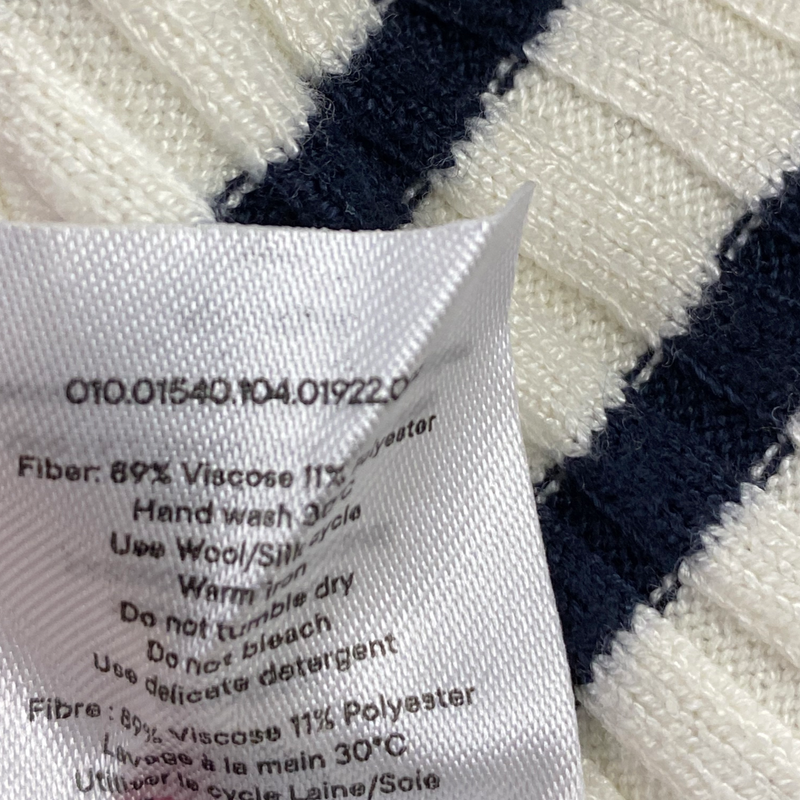 010.01540.104.01922.0
Fiber: 89% Viscose 11% Polyester
Hand wash 30°C
Use Wool/Silk cycle
Warm iron
Do not tumble dry
Do not bleach
Use delicate detergent
Fibre : 89% Viscose 11% Polyester
Lavage à la main 30°C
Utiliser le cycle Laine/Soie